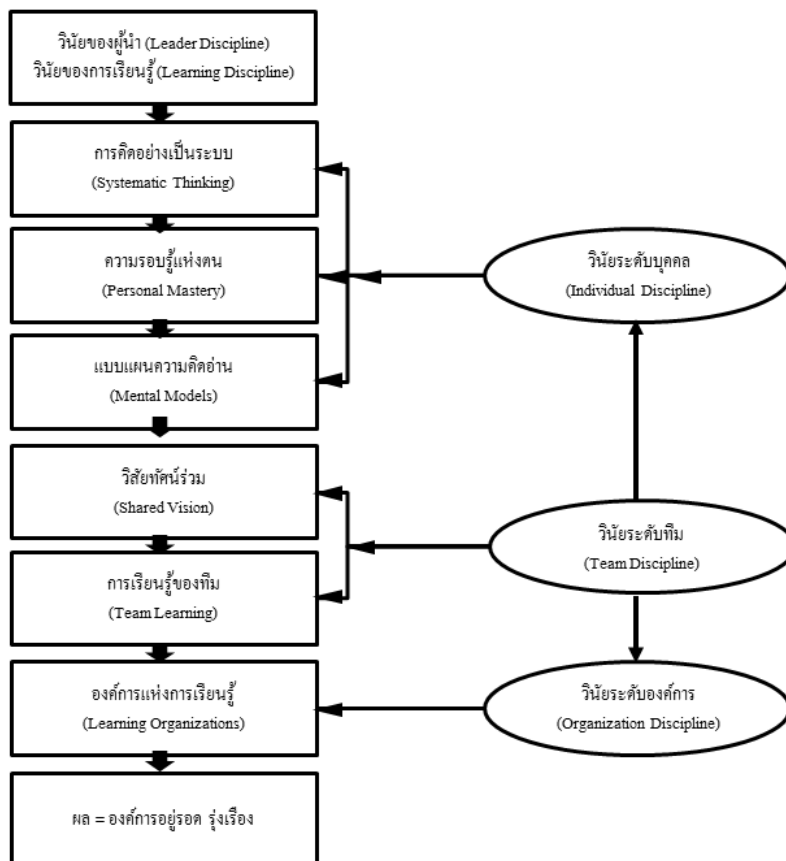 วินัยของผู้นำ (Leader Discipline)
วินัยของการเรียนรู้ (Learning Discipline)
การคิดอย่างเป็นระบบ
(Systematic Thinking)
ความรอบรู้แห่งตน
(Personal Mastery)
แบบแผนความคิดอ่าน
(Mental Models)
วิสัยทัศน์ร่วม
(Shared Vision)
การเรียนรู้ของทีม
(Team Learning)
องค์การแห่งการเรียนรู้
(Learning Organizations)
ผล = องค์การอยู่รอด รุ่งเรือง
วินัยระดับบุคคล
(Individual Discipline)
วินัยระดับทีม
(Team Discipline)
วินัยระดับองค์การ
(Organization Discipline)